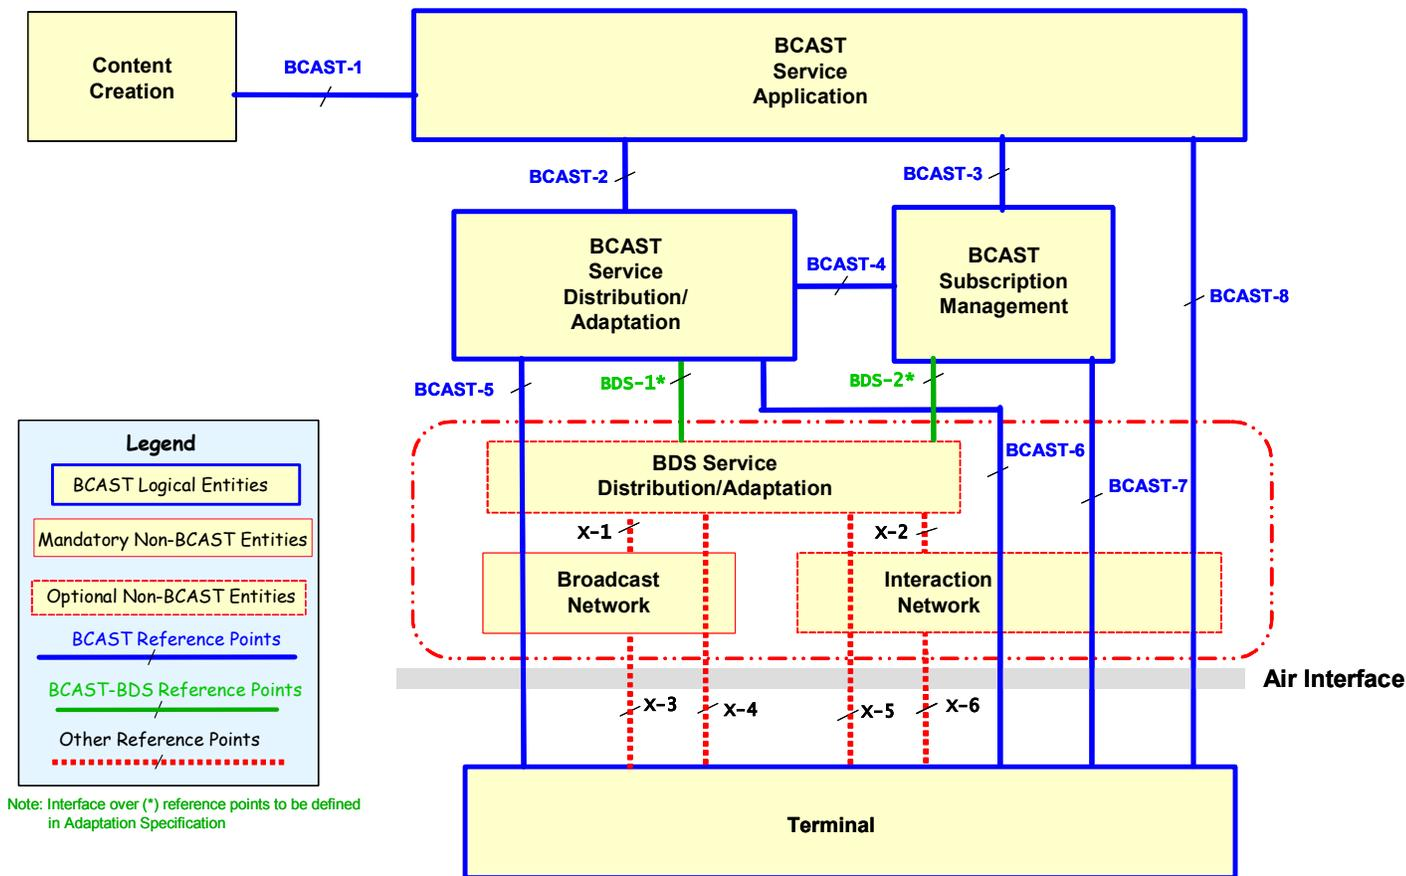 Content
Creation
BCAST-1
BCAST
Service
Application
BCAST-2
BCAST-3
BCAST
Service
Distribution/
Adaptation
BCAST-4
BCAST
Subscription
Management
BCAST-8
BCAST-5
BDS-1*
BDS-2*
BCAST-6
BCAST-7
BDS Service
Distribution/Adaptation
X-1
X-2
Broadcast
Network
Interaction
Network
Air Interface
X-3
X-4
X-5
X-6
Terminal
Legend
BCAST Logical Entities
Mandatory Non-BCAST Entities
Optional Non-BCAST Entities
BCAST Reference Points
BCAST-BDS Reference Points
Other Reference Points
Note: Interface over (*) reference points to be defined
in Adaptation Specification